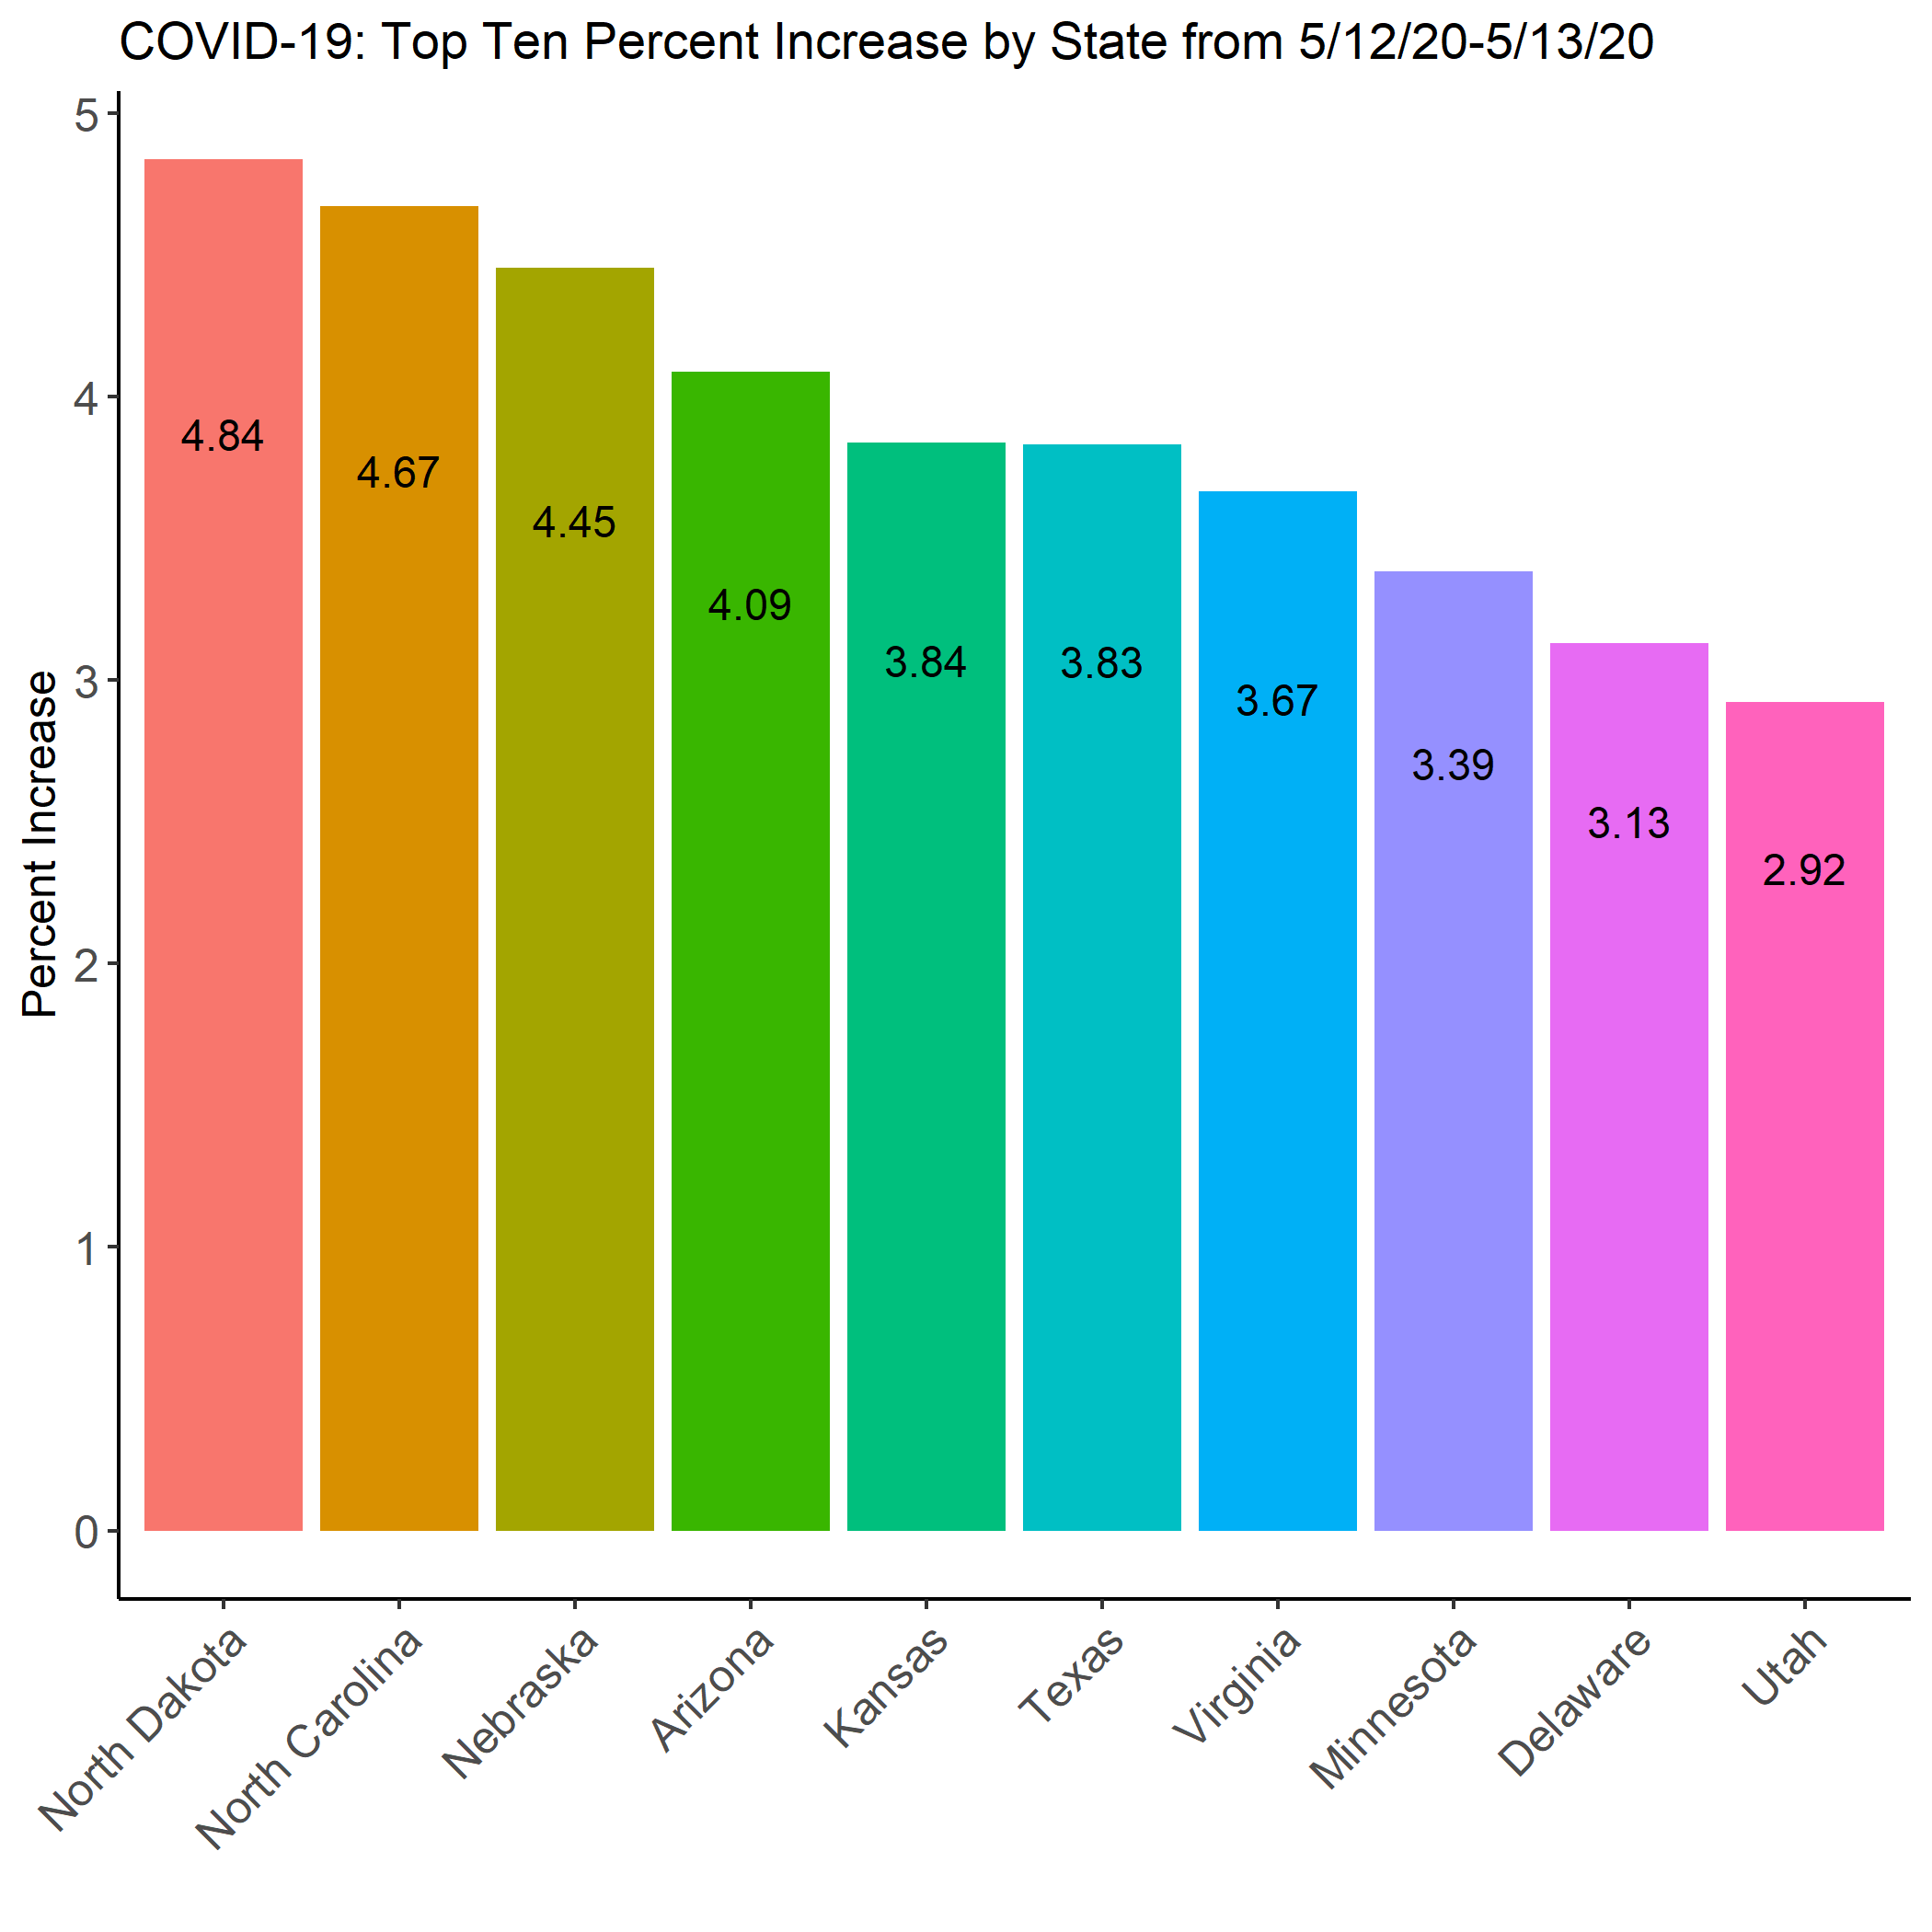 COVID-19: Top Ten Percent Increase by State from 5/12/20-5/13/20
Percent Increase
5
4
3
2
1
0
4.84
4.67
4.45
4.09
3.84
3.83
3.67
3.39
3.13
2.92
North Dakota
North Carolina
Nebraska
Arizona
Kansas
Texas
Virginia
Minnesota
Delaware
Utah